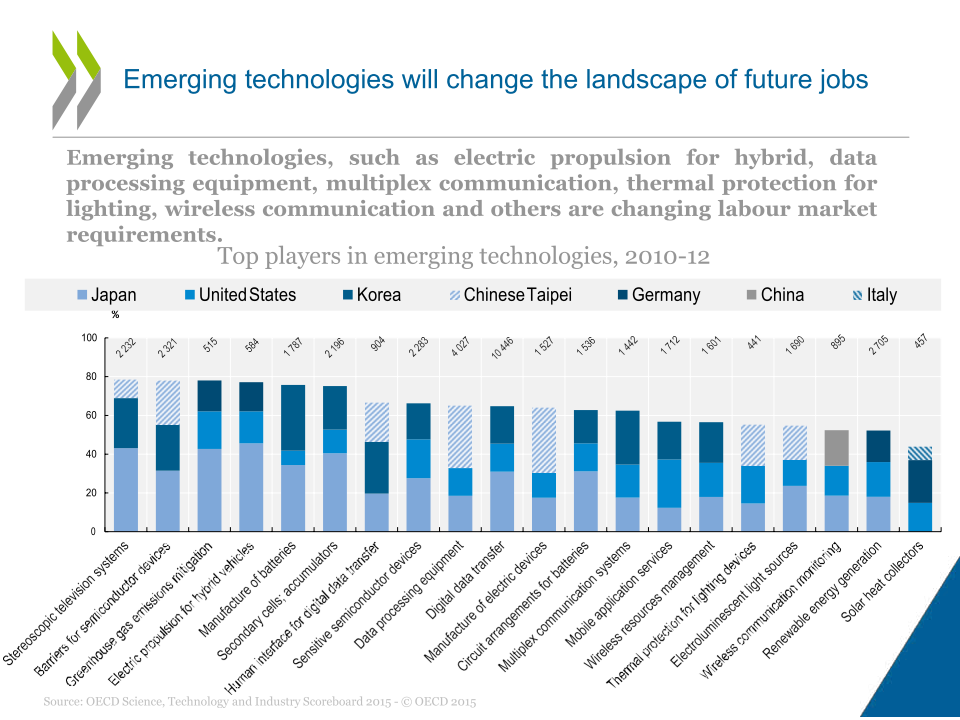 Emerging technologies will change the landscape of future jobs
Emerging technologies, such as electric propulsion for hybrid, data
processing equipment, multiplex communication, thermal protection for
lighting, wireless communication and others are changing labour market
requirements.
Top players in emerging technologies, 2010-12
Japan United States Korea Chinese Taipei Germany China Italy
%
100
80
60
40
20
0
2 232 2 321 515 584 1 787 2 196 904 2 283 4 027 10 446 1 527 1 536 1 442 1 712 1 601 441 1 690 895 2 705 457
Stereoscopic television systems
Barriers for semiconductor devices
Greenhouse gas emissions mitigation
Electric propulsion for hybrid vehicles
Manufacture of batteries
Secondary cells; accumulators
Human interface for digital data transfer
Sensitive semiconductor devices
Data processing equipment
Digital data transfer
Manufacture of electric devices
Circuit arrangements for batteries
Multiplex communication systems
Mobile application services
Wireless resources management
Thermal protection for lighting devices
Electroluminescent light sources
Wireless communication monitoring
Renewable energy generation
Solar heat collectors
Source: OECD Science, Technology and Industry Scoreboard 2015 - © OECD 2015